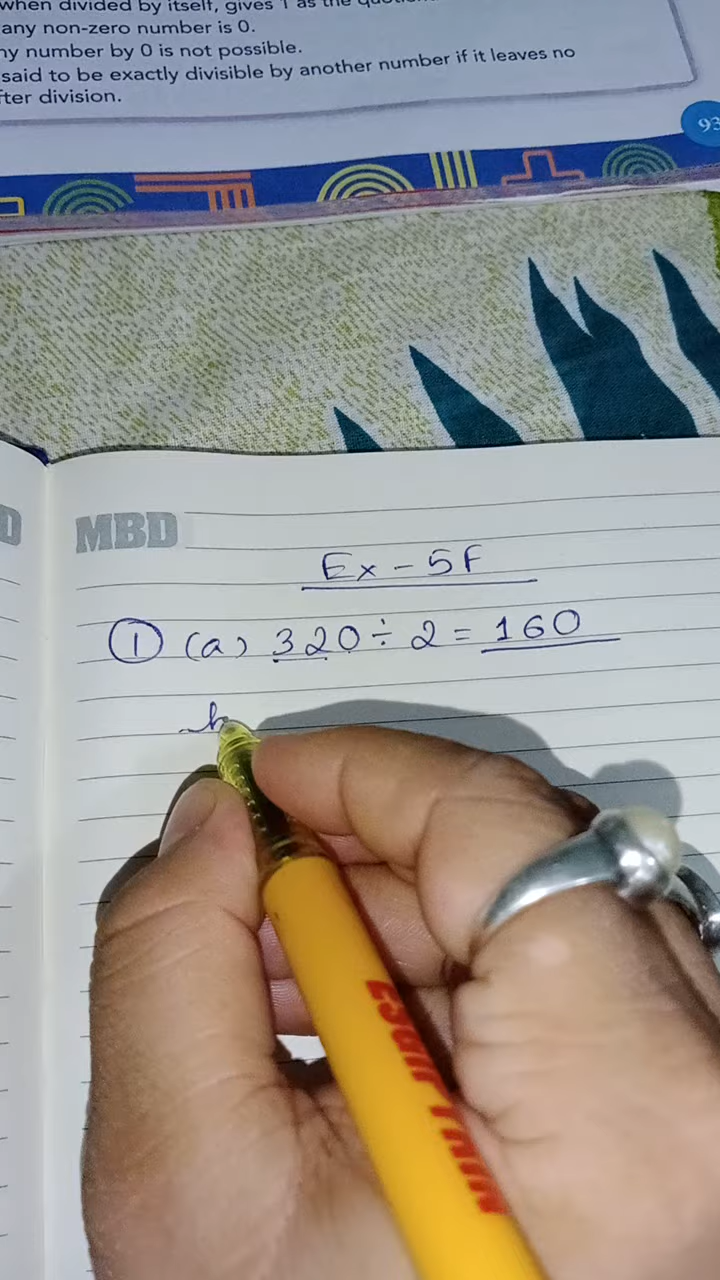 when divided by itself, gives 1 as the
any non-zero number is 0.
ny number by 0 is not possible.
said to be exactly divisible by another number if it leaves no
fter division.
93
MBD
Ex - 5F
① (a) 320 ÷ 2 = 160
b